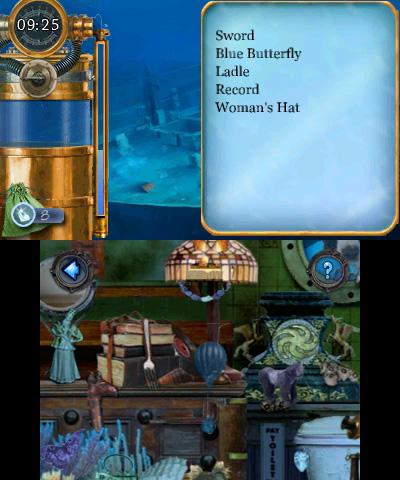 09:25
Sword
Blue Butterfly
Ladle
Record
Woman's Hat
8
?
PAY
TOILET